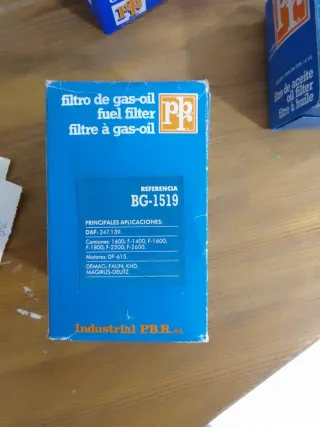 filtro de gas-oil
fuel filter
filtre à gas-oil
REFERENCIA
BG-1519
PRINCIPALES APLICACIONES:
DAF: 247.139.
Camiones: 1600; F-1400, F-1600,
F-1800, F-2500, F-2600.
Motores: DF-615.
DEMAG; FAUN; KHD,
MAGIRUS-DEUTZ.
Industrial P.B.R. S.A.
filtro de aceite
oil filter
filtre à huile